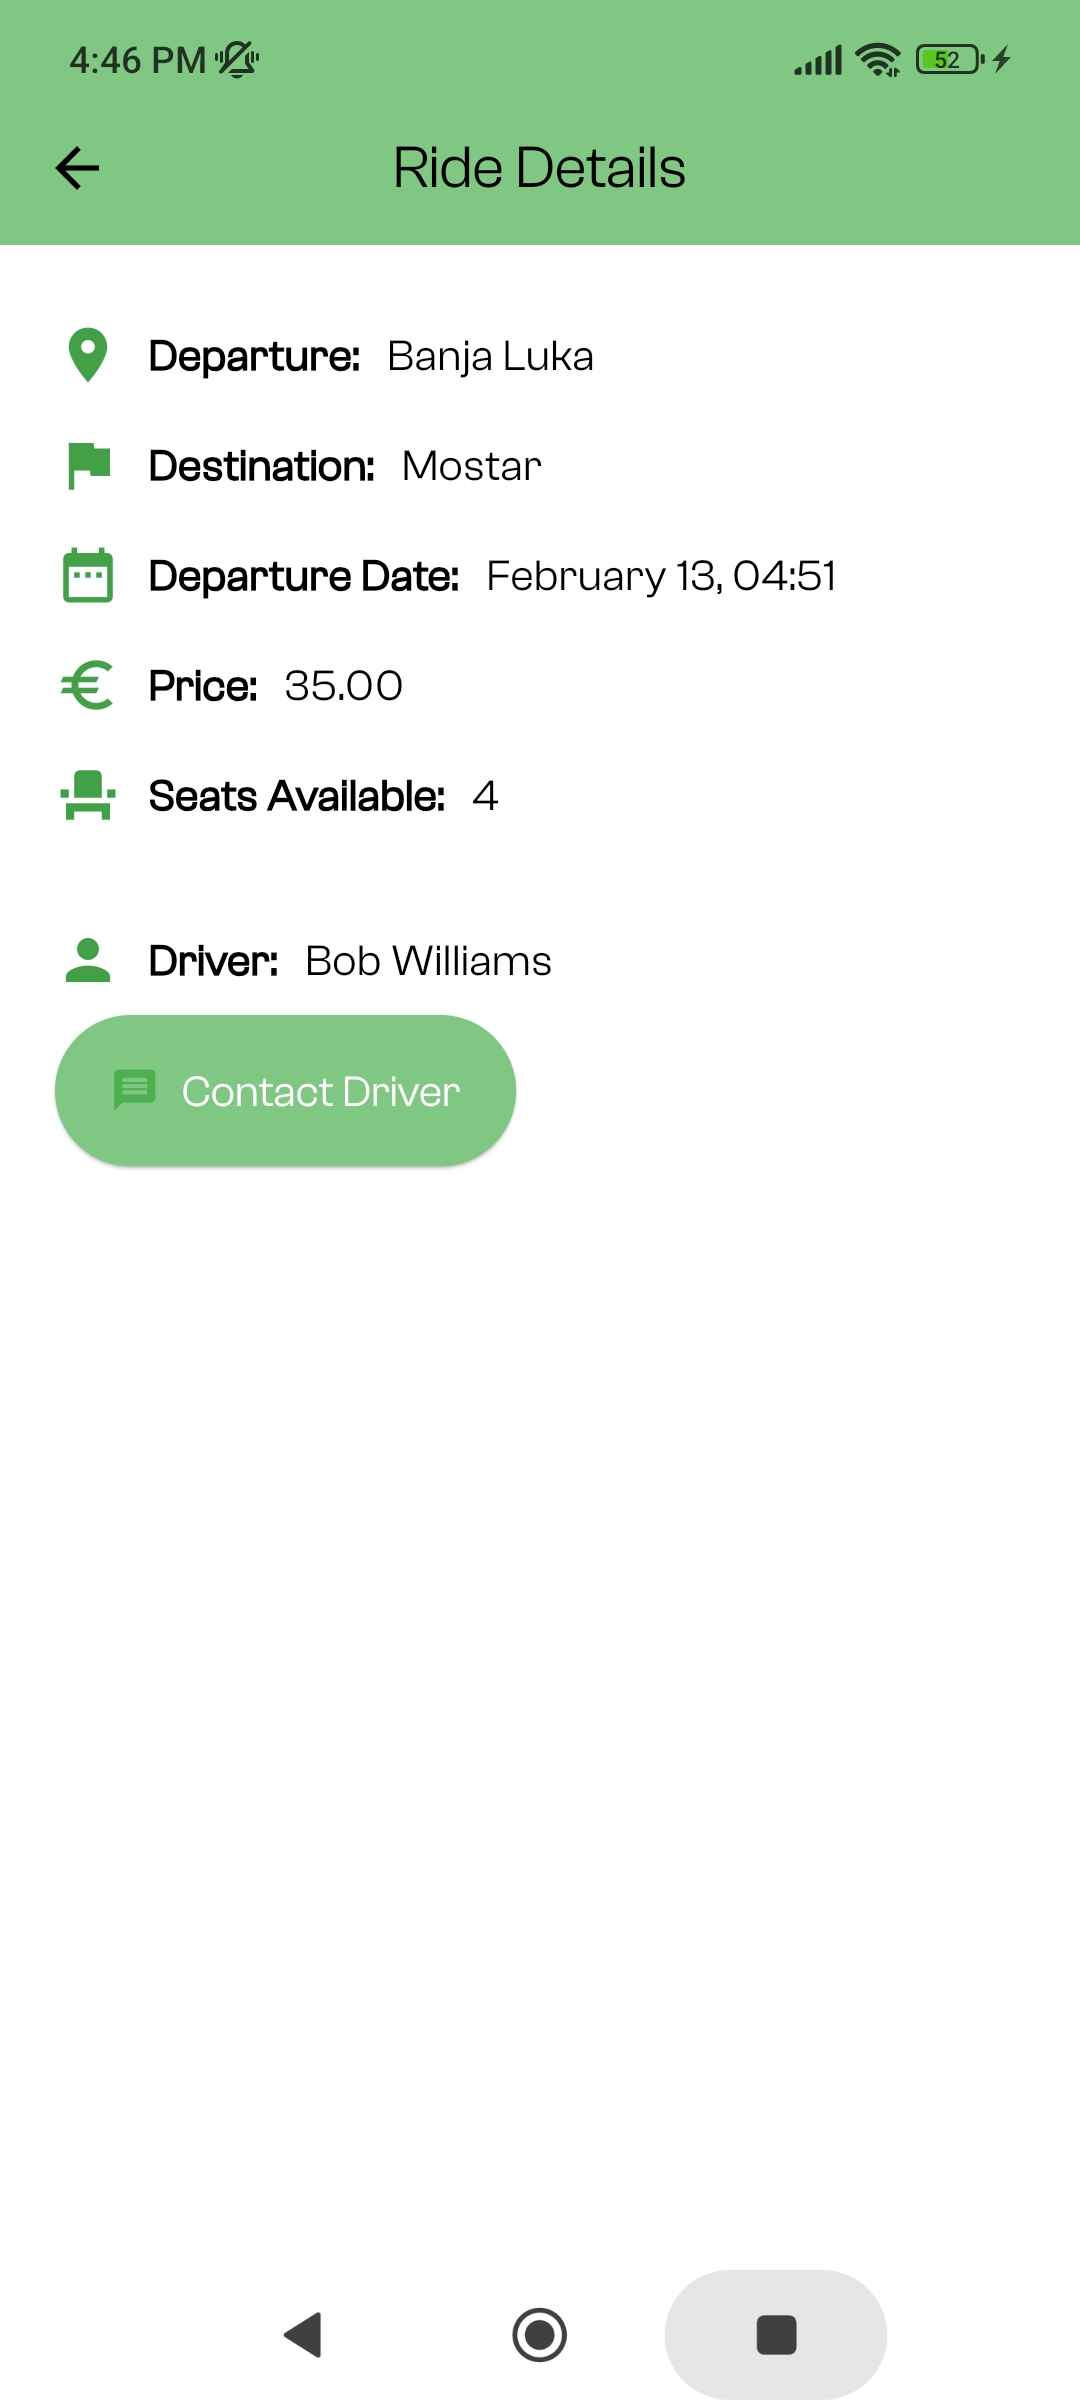 4:46 PM
52
Ride Details
Departure: Banja Luka
Destination: Mostar
Departure Date: February 13, 04:51
Price: 35.00
Seats Available: 4
Driver: Bob Williams
Contact Driver